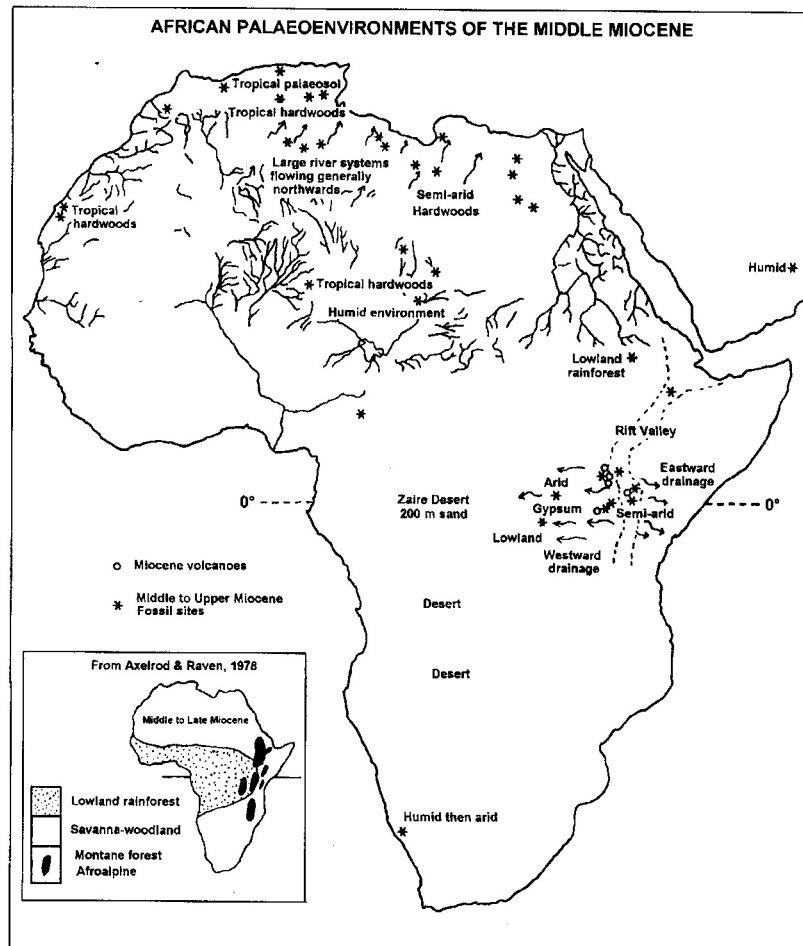 AFRICAN PALAEOENVIRONMENTS OF THE MIDDLE MIOCENE
Tropical palaeosol
Tropical hardwoods
Large river systems
flowing generally
northwards
Semi-arid
Hardwoods
Tropical
hardwoods
Humid
Tropical hardwoods
Humid environment
Lowland
rainforest
Rift Valley
Eastward
drainage
Arid
Zaire Desert
200 m sand
Gypsum
Semi-arid
0°
0°
Lowland
Westward
drainage
Miocene volcanoes
Middle to Upper Miocene
Fossil sites
Desert
Desert
From Axelrod & Raven, 1978
Middle to Late Miocene
Lowland rainforest
Savanna-woodland
Montane forest
Afroalpine
Humid then arid